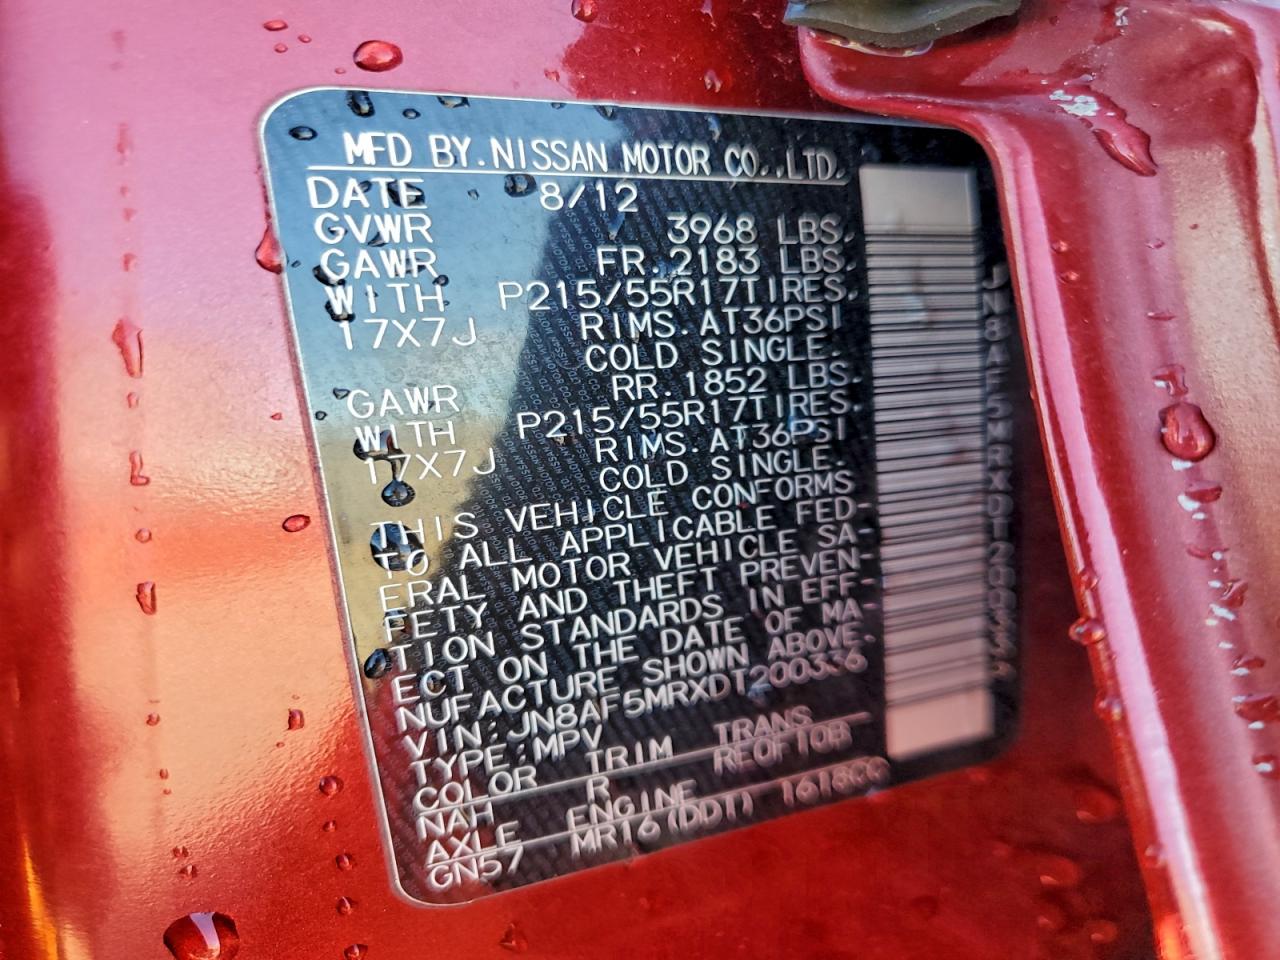 MFD BY.NISSAN MOTOR CO.,LTD.
DATE 8/12
GVWR 3968 LBS.
GAWR FR.2183 LBS.
WITH P215/55R17TIRES.
17X7J RIMS.AT36PSI
COLD SINGLE.
GAWR RR.1852 LBS.
WITH P215/55R17TIRES.
17X7J RIMS.AT36PSI
COLD SINGLE.
THIS VEHICLE CONFORMS
TO ALL APPLICABLE FED-
ERAL MOTOR VEHICLE SA-
FETY AND THEFT PREVEN-
TION STANDARDS IN EFF-
ECT ON THE DATE OF MA-
NUFACTURE SHOWN ABOVE.
VIN:JN8AF5MRXDT200336
TYPE:MPV
COLOR TRIM TRANS
NAH R RE0F10B
AXLE ENGINE
GN57 MR16(DDT) 1618CC